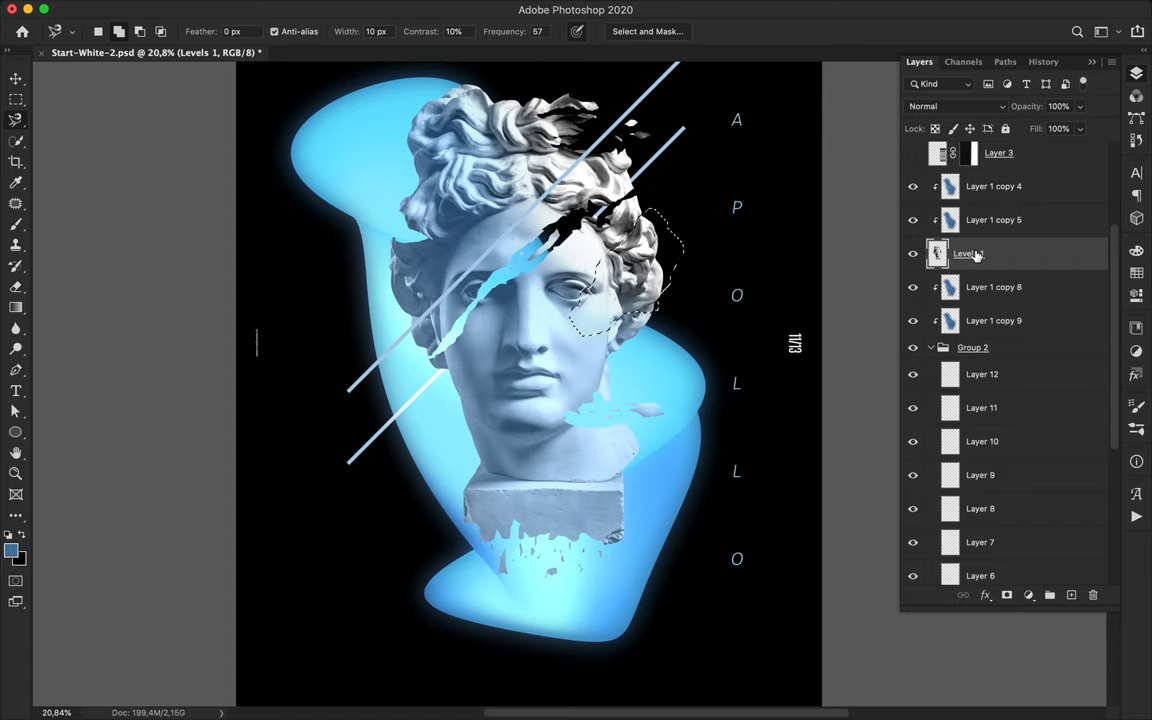 Adobe Photoshop 2020
Feather: 0 px Anti-alias Width: 10 px Contrast: 10% Frequency: 57 Select and Mask...
Start-White-2.psd @ 20,8% (Levels 1, RGB/8) *
Layers Channels Paths History
Kind
Normal Opacity: 100%
Lock: Fill: 100%
Layer 3
Layer 1 copy 4
Layer 1 copy 5
Layer 1 copy 8
Layer 1 copy 9
Group 2
Layer 12
Layer 11
Layer 10
Layer 9
Layer 8
Layer 7
Layer 6
A
P
O
L
L
O
11/13
20,84% Doc: 199,4M/2,15G